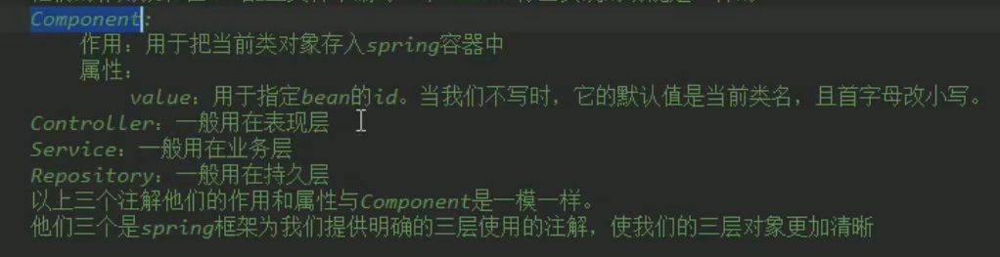 Component:
作用：用于把当前类对象存入spring容器中
属性：
value：用于指定bean的id。当我们不写时，它的默认值是当前类名，且首字母改小写。
Controller：一般用在表现层
Service：一般用在业务层
Repository：一般用在持久层
以上三个注解他们的作用和属性与Component是一模一样。
他们三个是spring框架为我们提供明确的三层使用的注解，使我们的三层对象更加清晰